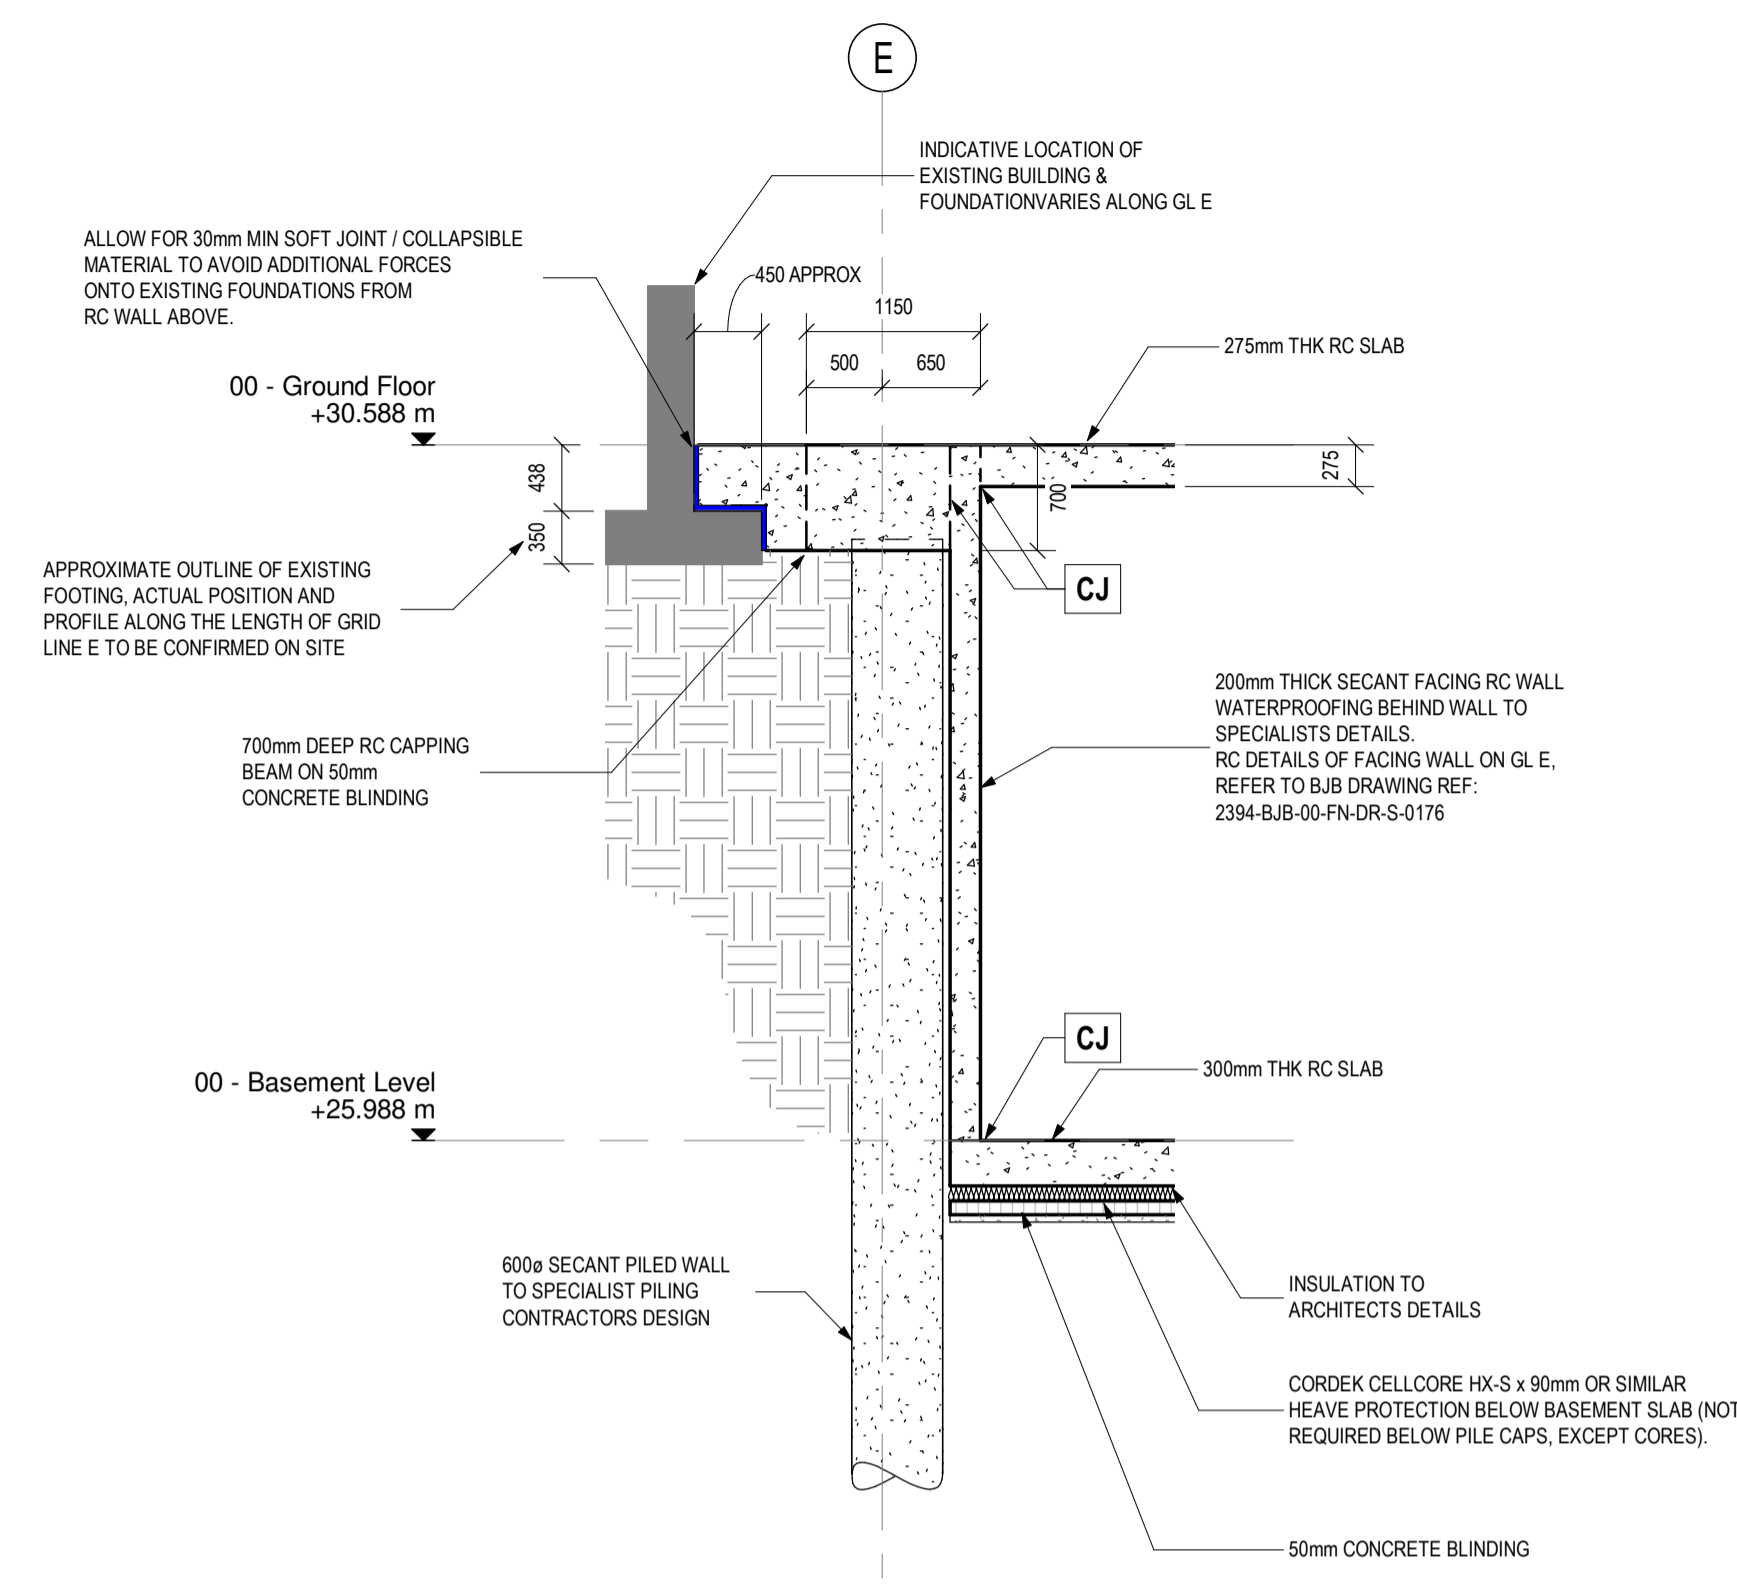 E
INDICATIVE LOCATION OF
EXISTING BUILDING &
FOUNDATIONVARIES ALONG GL E
ALLOW FOR 30mm MIN SOFT JOINT / COLLAPSIBLE
MATERIAL TO AVOID ADDITIONAL FORCES
ONTO EXISTING FOUNDATIONS FROM
RC WALL ABOVE.
450 APPROX
1150
500
650
275mm THK RC SLAB
00 - Ground Floor
+30.588 m
438
350
700
275
CJ
APPROXIMATE OUTLINE OF EXISTING
FOOTING, ACTUAL POSITION AND
PROFILE ALONG THE LENGTH OF GRID
LINE E TO BE CONFIRMED ON SITE
200mm THICK SECANT FACING RC WALL
WATERPROOFING BEHIND WALL TO
SPECIALISTS DETAILS.
RC DETAILS OF FACING WALL ON GL E,
REFER TO BJB DRAWING REF:
2394-BJB-00-FN-DR-S-0176
700mm DEEP RC CAPPING
BEAM ON 50mm
CONCRETE BLINDING
CJ
300mm THK RC SLAB
00 - Basement Level
+25.988 m
600ø SECANT PILED WALL
TO SPECIALIST PILING
CONTRACTORS DESIGN
INSULATION TO
ARCHITECTS DETAILS
CORDEK CELLCORE HX-S x 90mm OR SIMILAR
HEAVE PROTECTION BELOW BASEMENT SLAB (NOT
REQUIRED BELOW PILE CAPS, EXCEPT CORES).
50mm CONCRETE BLINDING